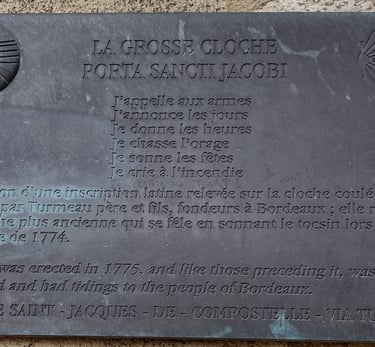 LA GROSSE CLOCHE
PORTA SANCTI JACOBI
J'appelle aux armes
J'annonce les jours
Je donne les heures
Je chasse l'orage
Je sonne les fêtes
Je crie à l'incendie
on d'une inscription latine relevée sur la cloche coulée
par Turmeau père et fils, fondeurs à Bordeaux ; elle r
he plus ancienne qui se fêle en sonnant le tocsin lors
e de 1774.
was erected in 1775, and like those preceding it, was
d and bad tidings to the people of Bordeaux.
E SAINT - JACQUES - DE - COMPOSTELLE - VIA TU